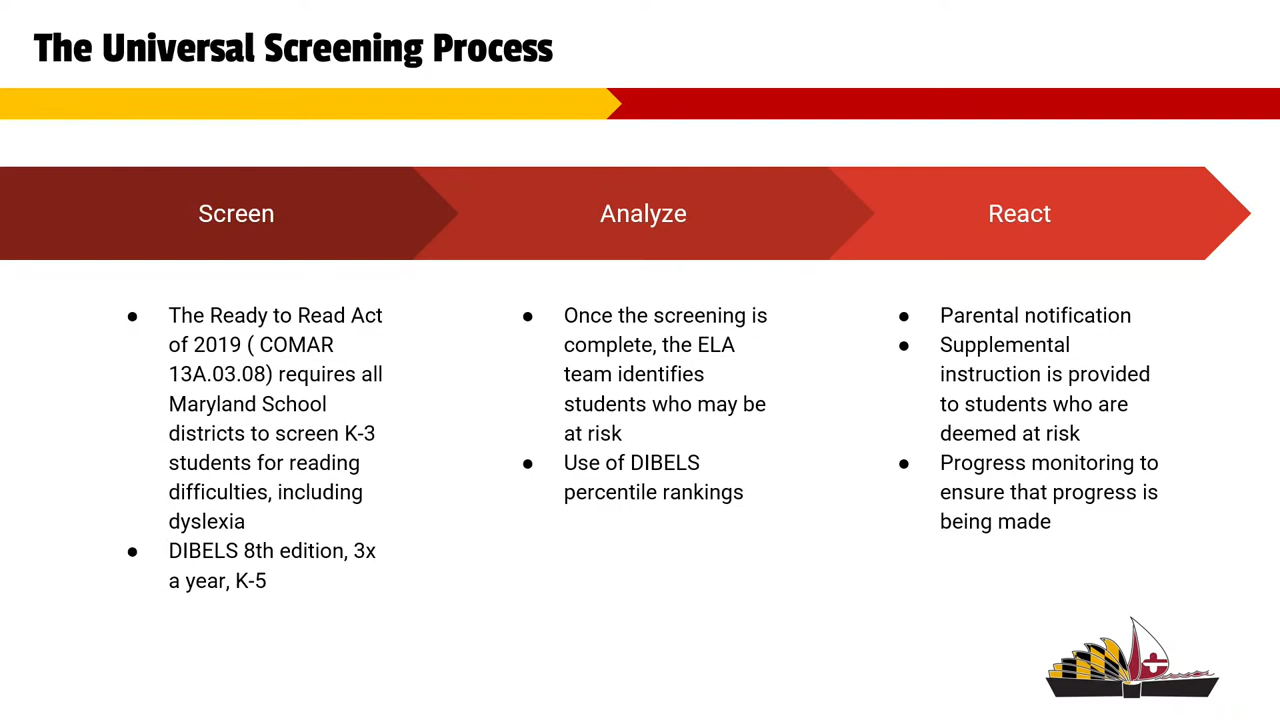 The Universal Screening Process
Screen
Analyze
React
● The Ready to Read Act
of 2019 ( COMAR
13A.03.08) requires all
Maryland School
districts to screen K-3
students for reading
difficulties, including
dyslexia
● DIBELS 8th edition, 3x
a year, K-5
● Once the screening is
complete, the ELA
team identifies
students who may be
at risk
● Use of DIBELS
percentile rankings
● Parental notification
● Supplemental
instruction is provided
to students who are
deemed at risk
● Progress monitoring to
ensure that progress is
being made